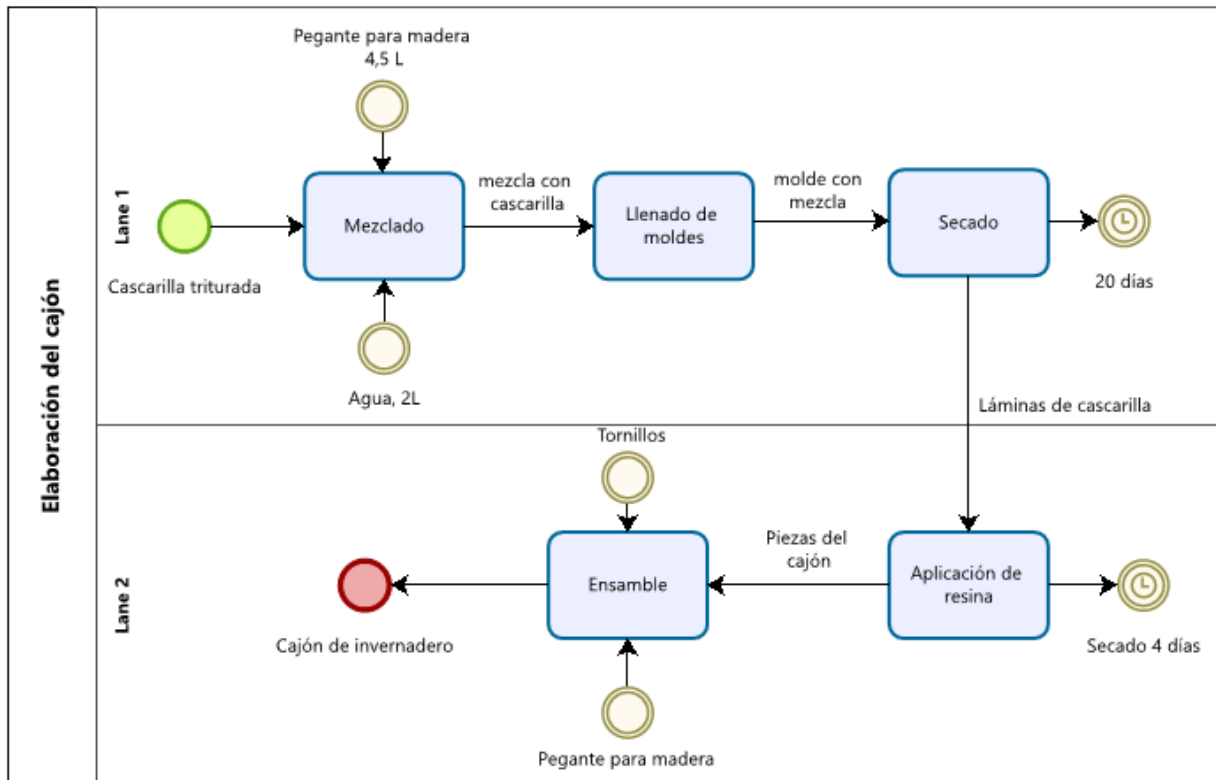 Elaboración del cajón
Lane 1
Pegante para madera
4,5 L
Cascarilla triturada
Mezclado
Agua, 2L
mezcla con
cascarilla
Llenado de
moldes
molde con
mezcla
Secado
20 días
Láminas de cascarilla
Lane 2
Tornillos
Cajón de invernadero
Ensamble
Pegante para madera
Piezas del
cajón
Aplicación de
resina
Secado 4 días